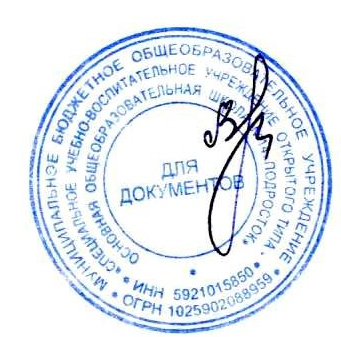 МУНИЦИПАЛЬНОЕ БЮДЖЕТНОЕ ОБЩЕОБРАЗОВАТЕЛЬНОЕ УЧРЕЖДЕНИЕ
«СПЕЦИАЛЬНОЕ УЧЕБНО-ВОСПИТАТЕЛЬНОЕ УЧРЕЖДЕНИЕ ОТКРЫТОГО ТИПА.
ОСНОВНАЯ ОБЩЕОБРАЗОВАТЕЛЬНАЯ ШКОЛА ПОДРОСТОК»
* ИНН 5921015850 *
* ОГРН 1025902088959 *
ДЛЯ
ДОКУМЕНТОВ